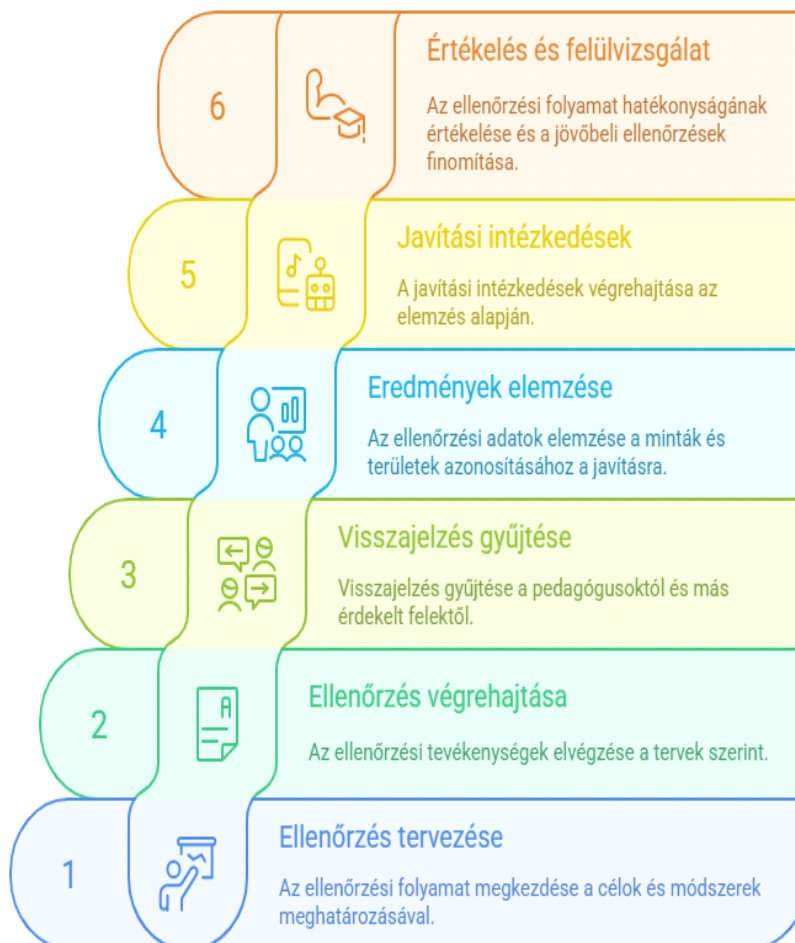 6
Értékelés és felülvizsgálat
Az ellenőrzési folyamat hatékonyságának
értékelése és a jövőbeli ellenőrzések
finomítása.
5
Javítási intézkedések
A javítási intézkedések végrehajtása az
elemzés alapján.
4
Eredmények elemzése
Az ellenőrzési adatok elemzése a minták és
területek azonosításához a javításra.
3
Visszajelzés gyűjtése
Visszajelzés gyűjtése a pedagógusoktól és más
érdekelt felektől.
2
A
Ellenőrzés végrehajtása
Az ellenőrzési tevékenységek elvégzése a tervek szerint.
1
Ellenőrzés tervezése
Az ellenőrzési folyamat megkezdése a célok és módszerek
meghatározásával.